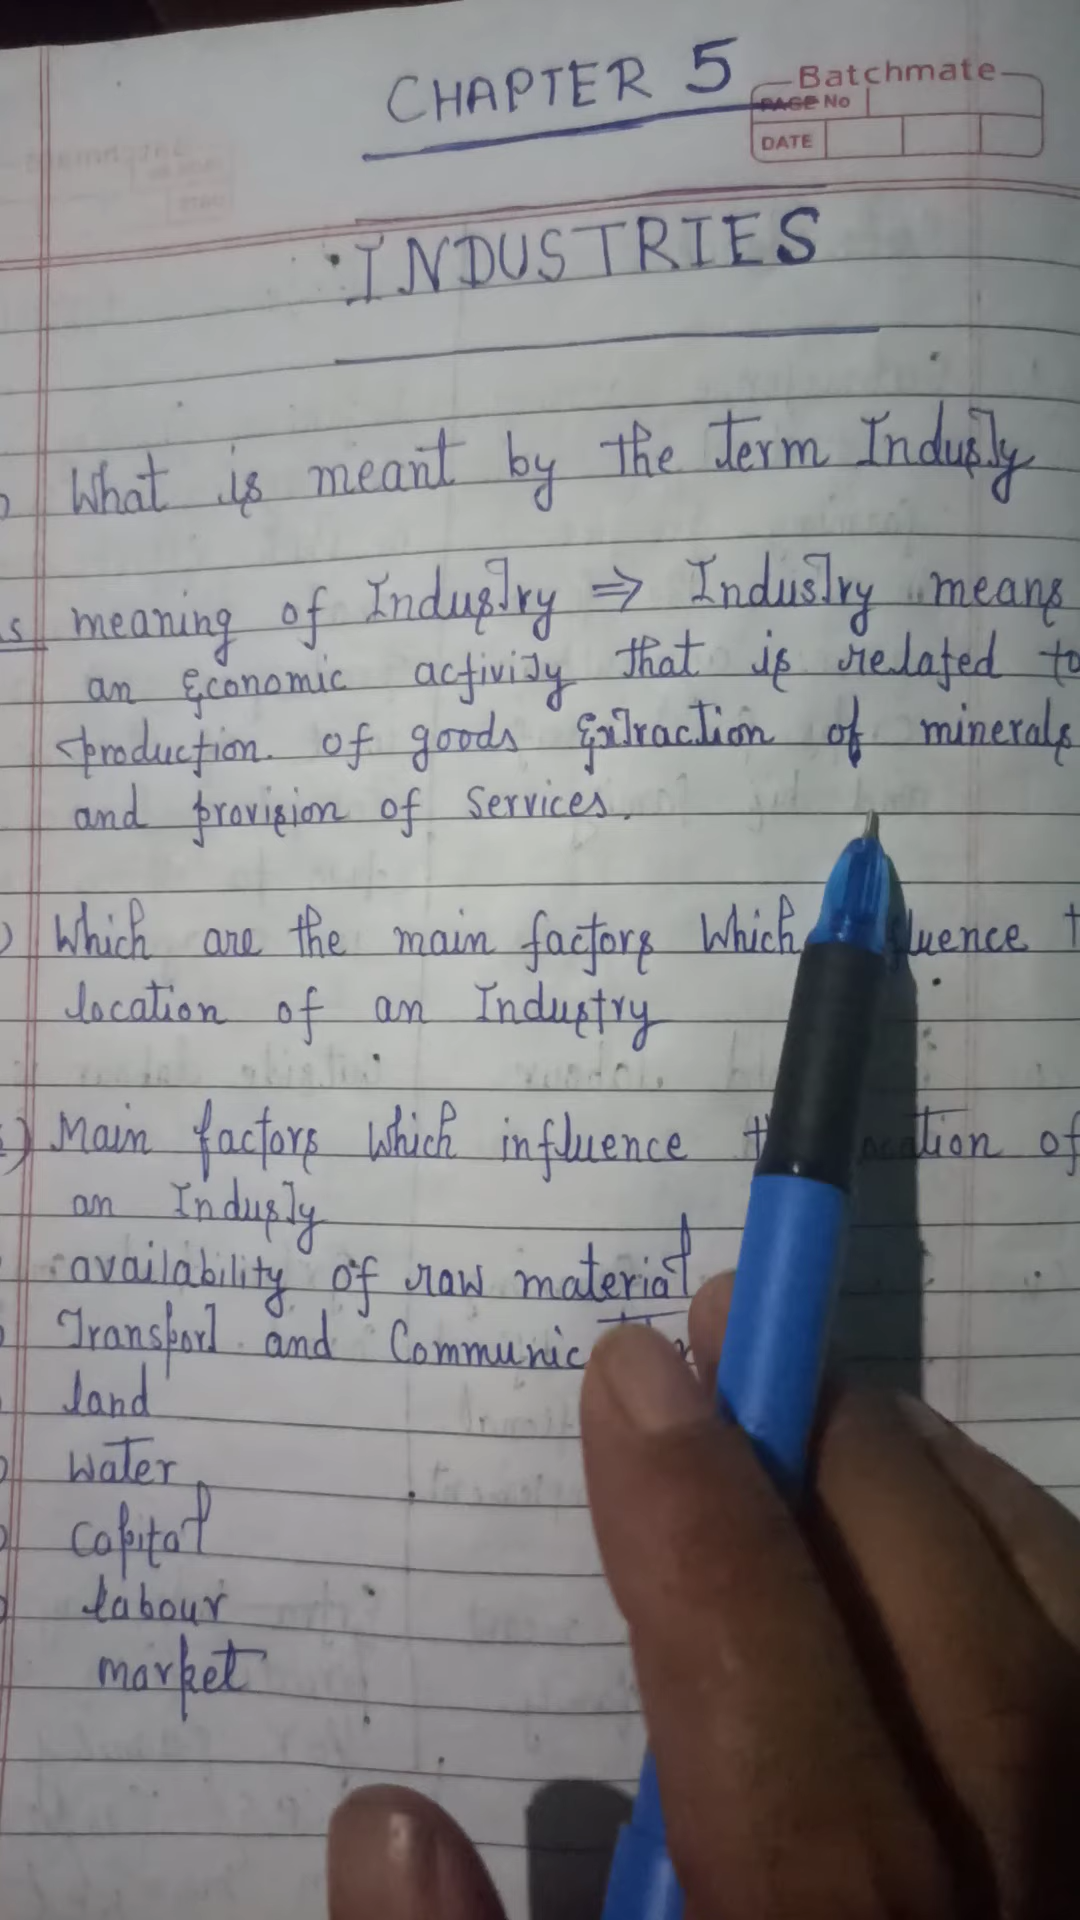 CHAPTER 5
Batchmate
PAGE No
DATE
INDUSTRIES
What is meant by the term Industy
meaning of Industry ⇒ Industry means
an Economic activity that is related to
production. of goods Extraction of minerals
and provision of Services.
Which are the main factors which
location of an Industry
Main factors which influence of
an Industy
availability of raw material
Transport and
land
water
capital
labour
market